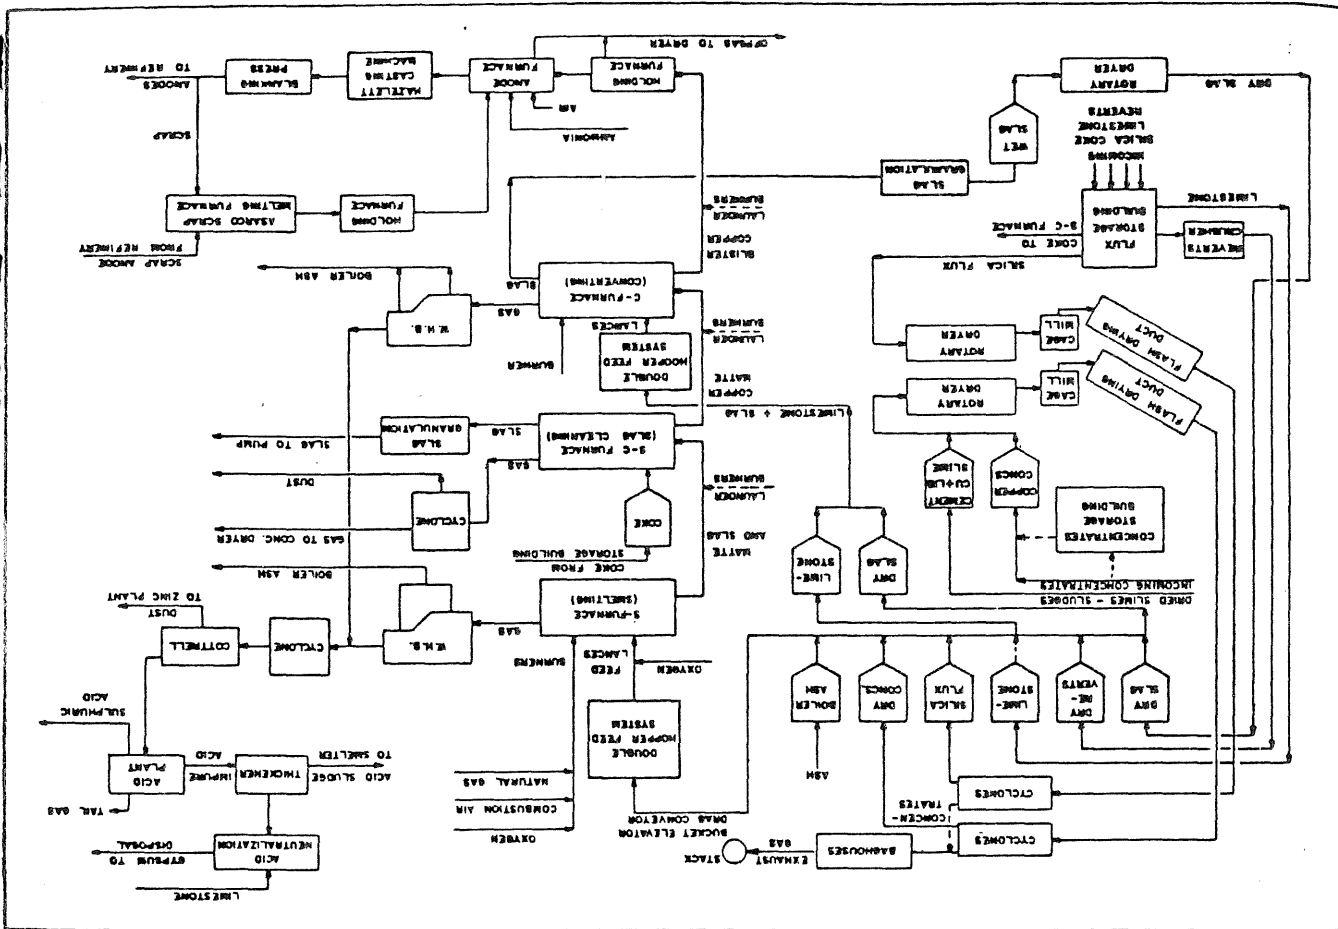 EXHAUST
GAS
STACK
BAGHOUSES
CYCLONES
CONCEN-
TRATES
CYCLONES
ASH
DRY
SLAG
DRY
RE-
VERTS
LIME-
STONE
SILICA
FLUX
DRY
CONCS.
BOILER
ASH
BUCKET ELEVATOR
DRAG CONVEYOR
DRIED SLIMES - SLUDGES
INCOMING CONCENTRATES
CONCENTRATES
STORAGE
BUILDING
COPPER
CONCS
CEMENT
CU + LIB
SLIME
DRY
SLAG
LIME-
STONE
LIMESTONE + SLAG
FLASH DRYING
DUCT
CAGE
MILL
ROTARY
DRYER
FLASH DRYING
DUCT
CAGE
MILL
ROTARY
DRYER
SILICA FLUX
COKE TO
S-C FURNACE
REVERTS
CRUSHER
FLUX
STORAGE
BUILDING
LIMESTONE
INCOMING
SILICA COKE
LIMESTONE
REVERTS
DRY SLAG
ROTARY
DRYER
WET
SLAG
SLAG
GRANULATION
OXYGEN
COMBUSTION AIR
NATURAL GAS
DOUBLE
HOPPER FEED
SYSTEM
OXYGEN
FEED
LANCES
BURNERS
S-FURNACE
(SMELTING)
GAS
W.H.B.
BOILER ASH
CYCLONE
COTTRELL
DUST
TO ZINC PLANT
LIMESTONE
ACID
NEUTRALIZATION
GYPSUM TO
DISPOSAL
THICKENER
ACID SLUDGE
TO SMELTER
IMPURE
ACID
ACID
PLANT
TAIL GAS
SULPHURIC
ACID
MATTE
AND SLAG
LAUNDER
BURNERS
COKE FROM
STORAGE BUILDING
COKE
S-C FURNACE
(SLAG CLEANING)
GAS
CYCLONE
GAS TO CONC. DRYER
DUST
SLAG
SLAG
GRANULATION
SLAG TO PUMP
COPPER
MATTE
LAUNDER
BURNERS
DOUBLE
HOOPER FEED
SYSTEM
LANCES
BURNER
C-FURNACE
(CONVERTING)
GAS
W.H.B.
BOILER ASH
SLAG
BLISTER
COPPER
LAUNDER
BURNERS
SCRAP ANODE
FROM REFINERY
ASARCO SCRAP
MELTING FURNACE
HOLDING
FURNACE
SCRAP
AMMONIA
AIR
HOLDING
FURNACE
ANODE
FURNACE
HAZELETT
CASTING
MACHINE
BLANKING
PRESS
ANODES
TO REFINERY
OFFGAS TO DRYER